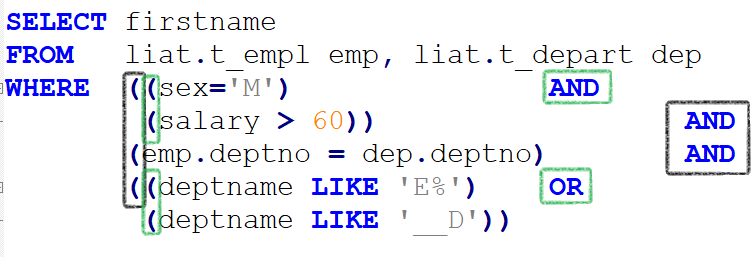 SELECT firstname
FROM liat.t_empl emp, liat.t_depart dep
WHERE ((sex='M') AND
(salary > 60)) AND
(emp.deptno = dep.deptno) AND
((deptname LIKE 'E%') OR
(deptname LIKE '__D'))